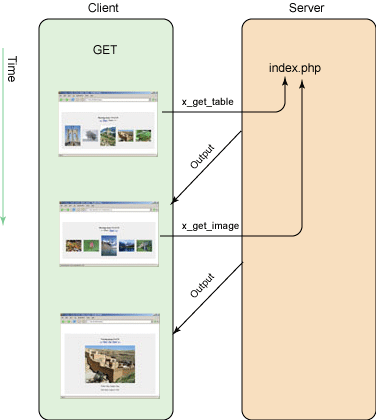 Client
Server
GET
index.php
Time
x_get_table
Output
x_get_image
Output